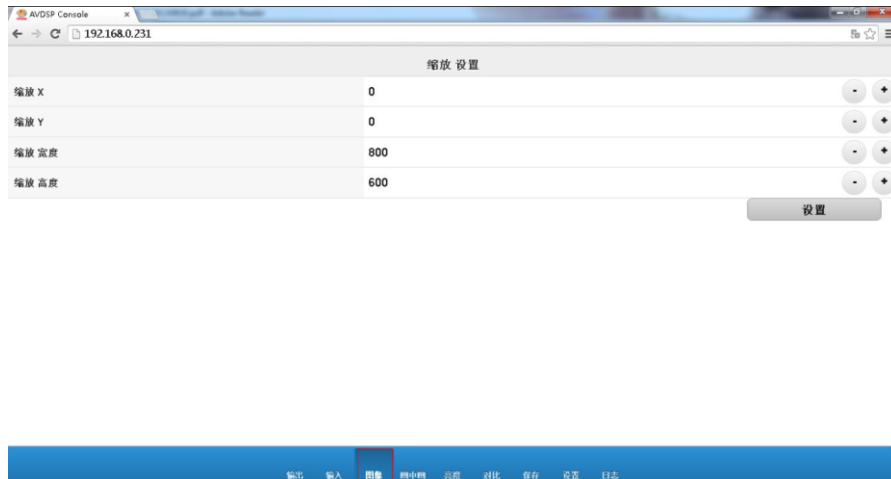 AVDSP Console
192.168.0.231
缩放 设置
缩放 X 0 - +
缩放 Y 0 - +
缩放 宽度 800 - +
缩放 高度 600 - +
设置
输出 输入 图像 画中画 亮度 对比 保存 设置 日志